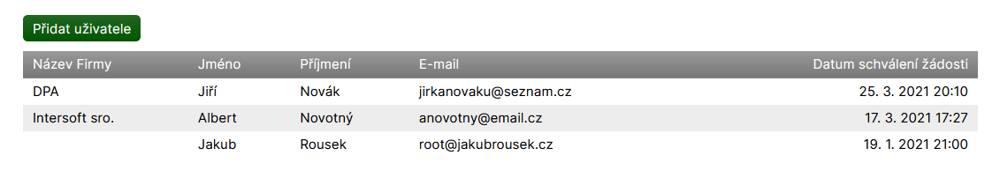 Přidat uživatele
Název Firmy Jméno Příjmení E-mail Datum schválení žádosti
DPA Jiří Novák jirkanovaku@seznam.cz 25. 3. 2021 20:10
Intersoft sro. Albert Novotný anovotny@email.cz 17. 3. 2021 17:27
Jakub Rousek root@jakubrousek.cz 19. 1. 2021 21:00